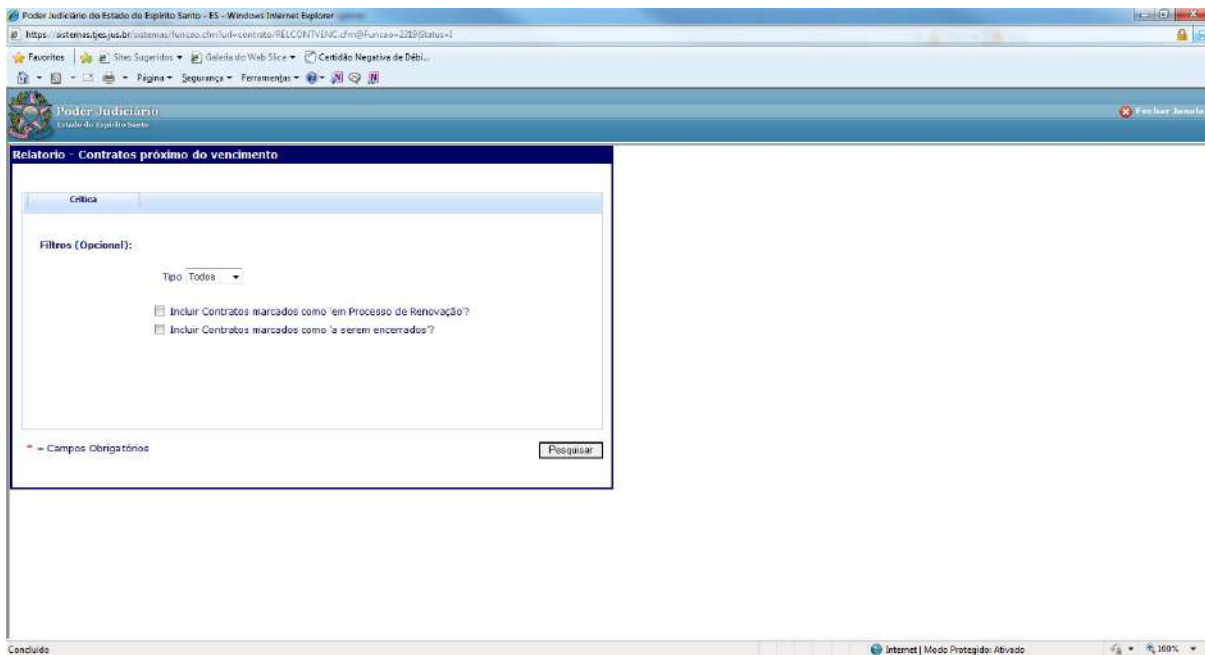 Poder Judiciário do Estado do Espirito Santo - ES - Windows Internet Explorer
Favoritos Sites Sugeridos Galeria do Web Slice Certidão Negativa de Débi...
Página Segurança Ferramentas
Poder Judiciário
Estado do Espírito Santo
Fechar Janela
Relatorio - Contratos próximo do vencimento
Crítica
Filtros (Opcional):
Tipo Todos
Incluir Contratos marcados como 'em Processo de Renovação'?
Incluir Contratos marcados como 'a serem encerrados'?
* = Campos Obrigatórios
Pesquisar
Concluído Internet | Modo Protegido: Ativado 100%